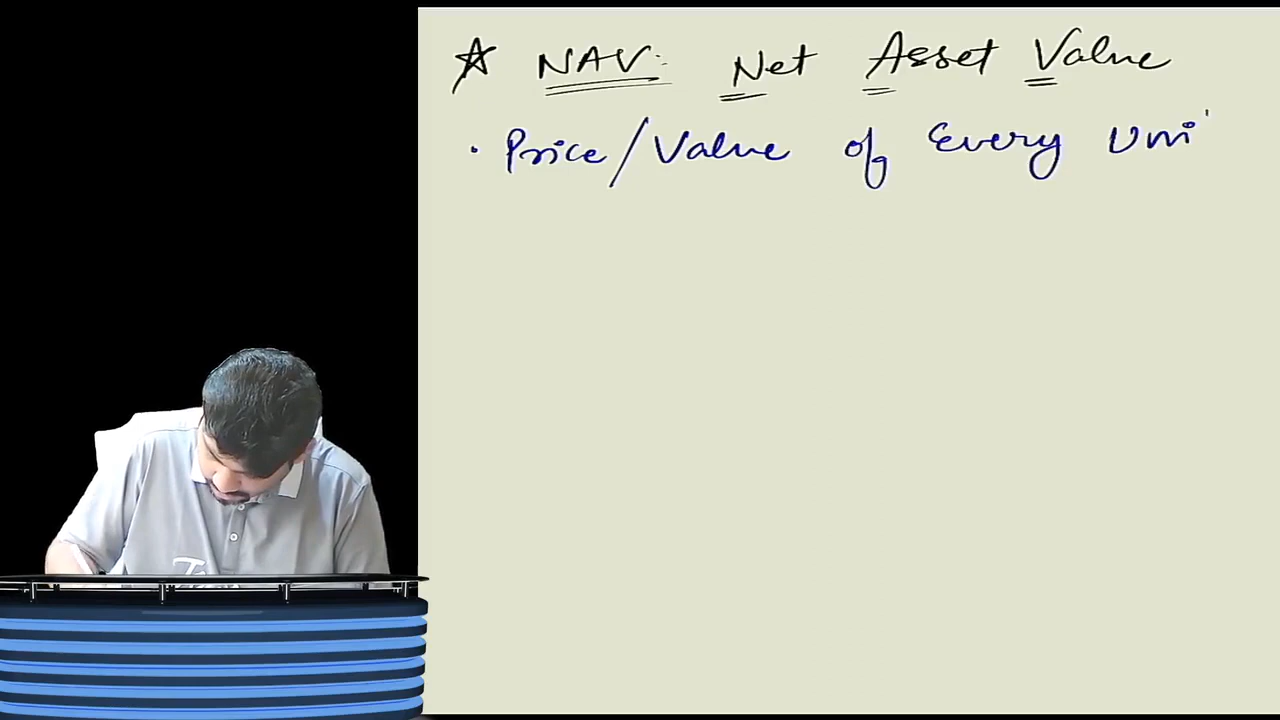 ☆ NAV: Net Asset Value
• Price/Value of Every Uni